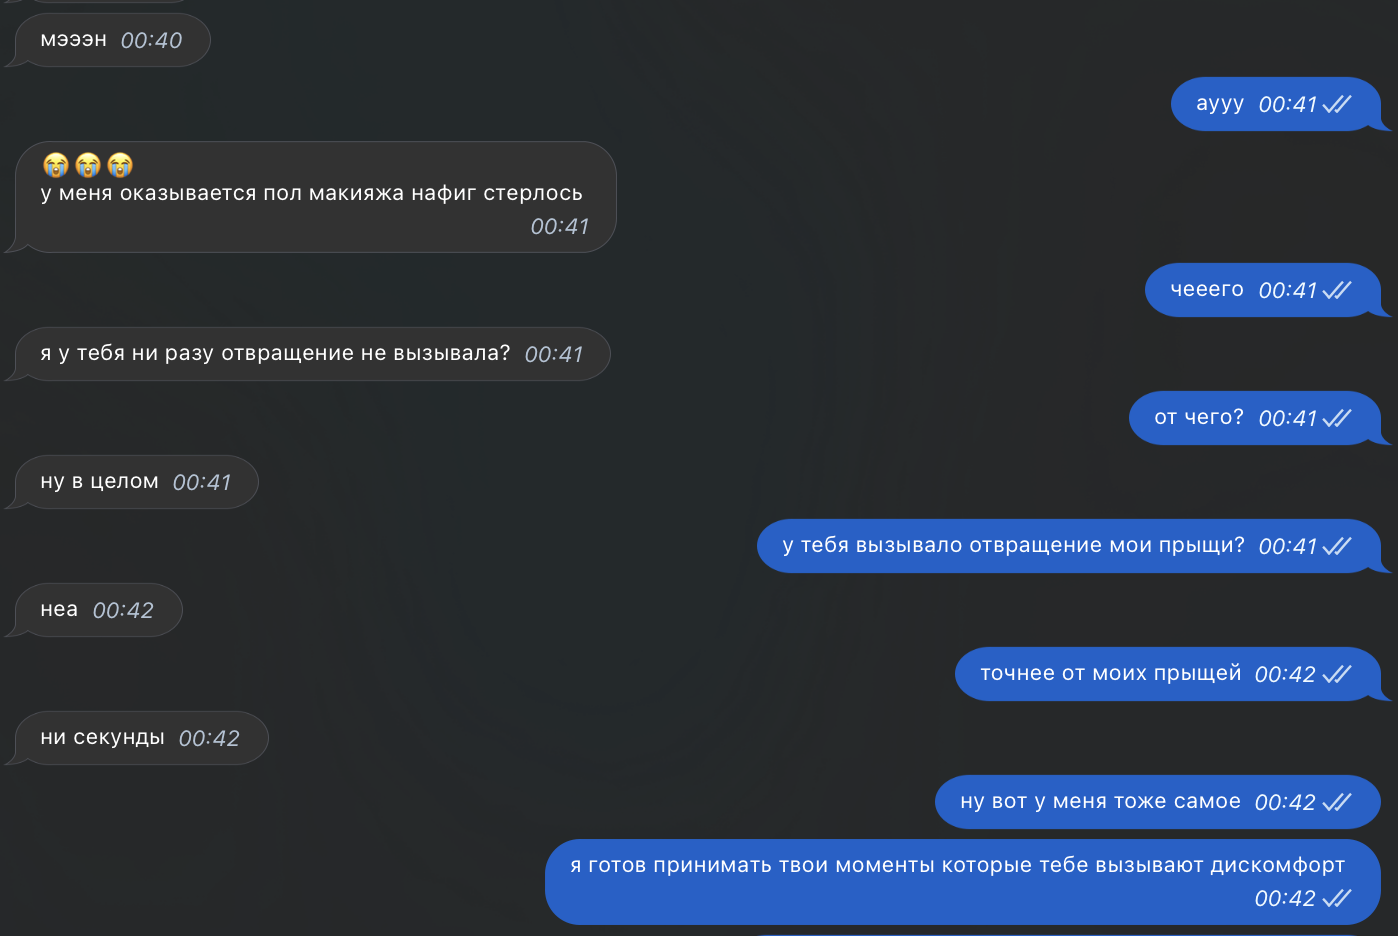 мэээн 00:40
аууу 00:41
😭😭😭
у меня оказывается пол макияжа нафиг стерлось
00:41
чееего 00:41
я у тебя ни разу отвращение не вызывала? 00:41
от чего? 00:41
ну в целом 00:41
у тебя вызывало отвращение мои прыщи? 00:41
неа 00:42
точнее от моих прыщей 00:42
ни секунды 00:42
ну вот у меня тоже самое 00:42
я готов принимать твои моменты которые тебе вызывают дискомфорт
00:42